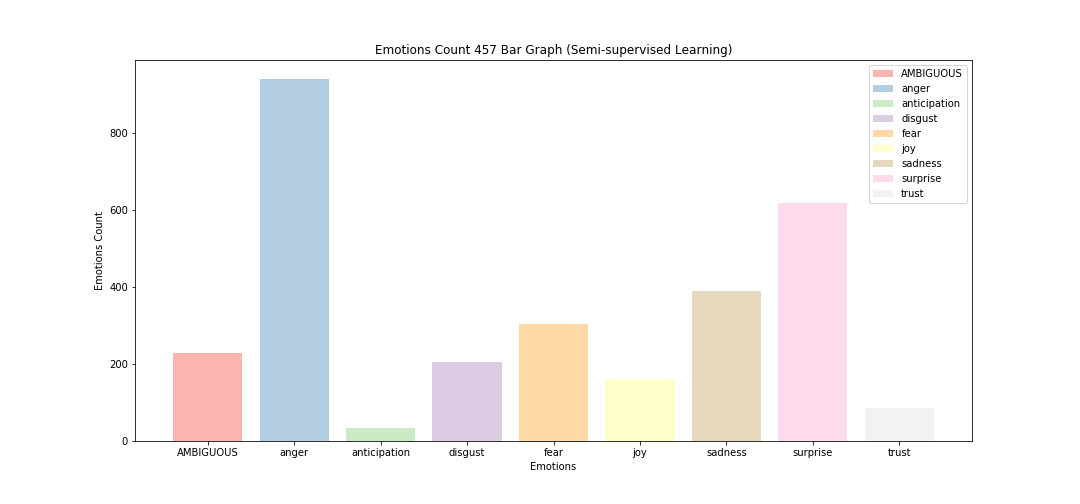 Emotions Count 457 Bar Graph (Semi-supervised Learning)
AMBIGUOUS
anger
anticipation
disgust
fear
joy
sadness
surprise
trust
Emotions Count
800
600
400
200
0
AMBIGUOUS anger anticipation disgust fear joy sadness surprise trust
Emotions